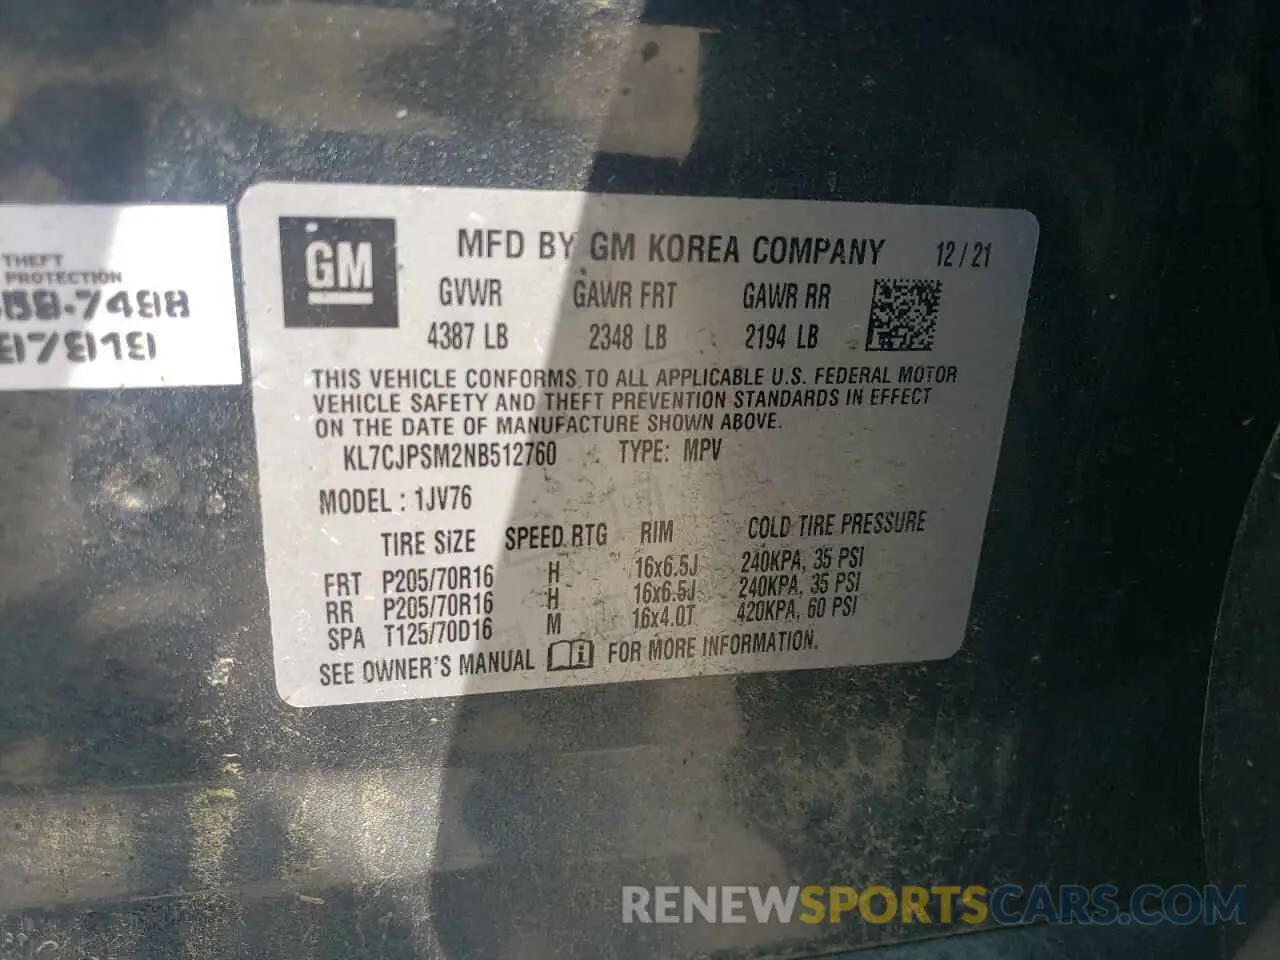 THEFT
PROTECTION
GM
MFD BY GM KOREA COMPANY 12/21
GVWR GAWR FRT GAWR RR
4387 LB 2348 LB 2194 LB
THIS VEHICLE CONFORMS TO ALL APPLICABLE U.S. FEDERAL MOTOR
VEHICLE SAFETY AND THEFT PREVENTION STANDARDS IN EFFECT
ON THE DATE OF MANUFACTURE SHOWN ABOVE.
KL7CJPSM2NB512760 TYPE: MPV
MODEL : 1JV76
TIRE SIZE SPEED RTG RIM COLD TIRE PRESSURE
FRT P205/70R16 H 16x6.5J 240KPA, 35 PSI
RR P205/70R16 H 16x6.5J 240KPA, 35 PSI
SPA T125/70D16 M 16x4.0T 420KPA, 60 PSI
SEE OWNER'S MANUAL FOR MORE INFORMATION.
RENEWSPORTSCARS.COM